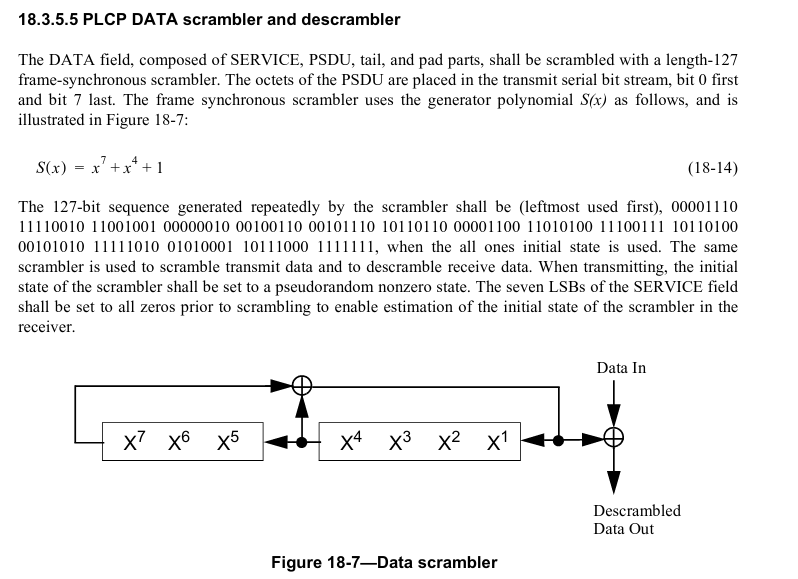 18.3.5.5 PLCP DATA scrambler and descrambler
The DATA field, composed of SERVICE, PSDU, tail, and pad parts, shall be scrambled with a length-127
frame-synchronous scrambler. The octets of the PSDU are placed in the transmit serial bit stream, bit 0 first
and bit 7 last. The frame synchronous scrambler uses the generator polynomial S(x) as follows, and is
illustrated in Figure 18-7:
S(x) = x⁷ + x⁴ + 1 (18-14)
The 127-bit sequence generated repeatedly by the scrambler shall be (leftmost used first), 00001110
11110010 11001001 00000010 00100110 00101110 10110110 00001100 11010100 11100111 10110100
00101010 11111010 01010001 10111000 1111111, when the all ones initial state is used. The same
scrambler is used to scramble transmit data and to descramble receive data. When transmitting, the initial
state of the scrambler shall be set to a pseudorandom nonzero state. The seven LSBs of the SERVICE field
shall be set to all zeros prior to scrambling to enable estimation of the initial state of the scrambler in the
receiver.
Data In
X⁷ X⁶ X⁵ X⁴ X³ X² X¹
Descrambled
Data Out
Figure 18-7—Data scrambler